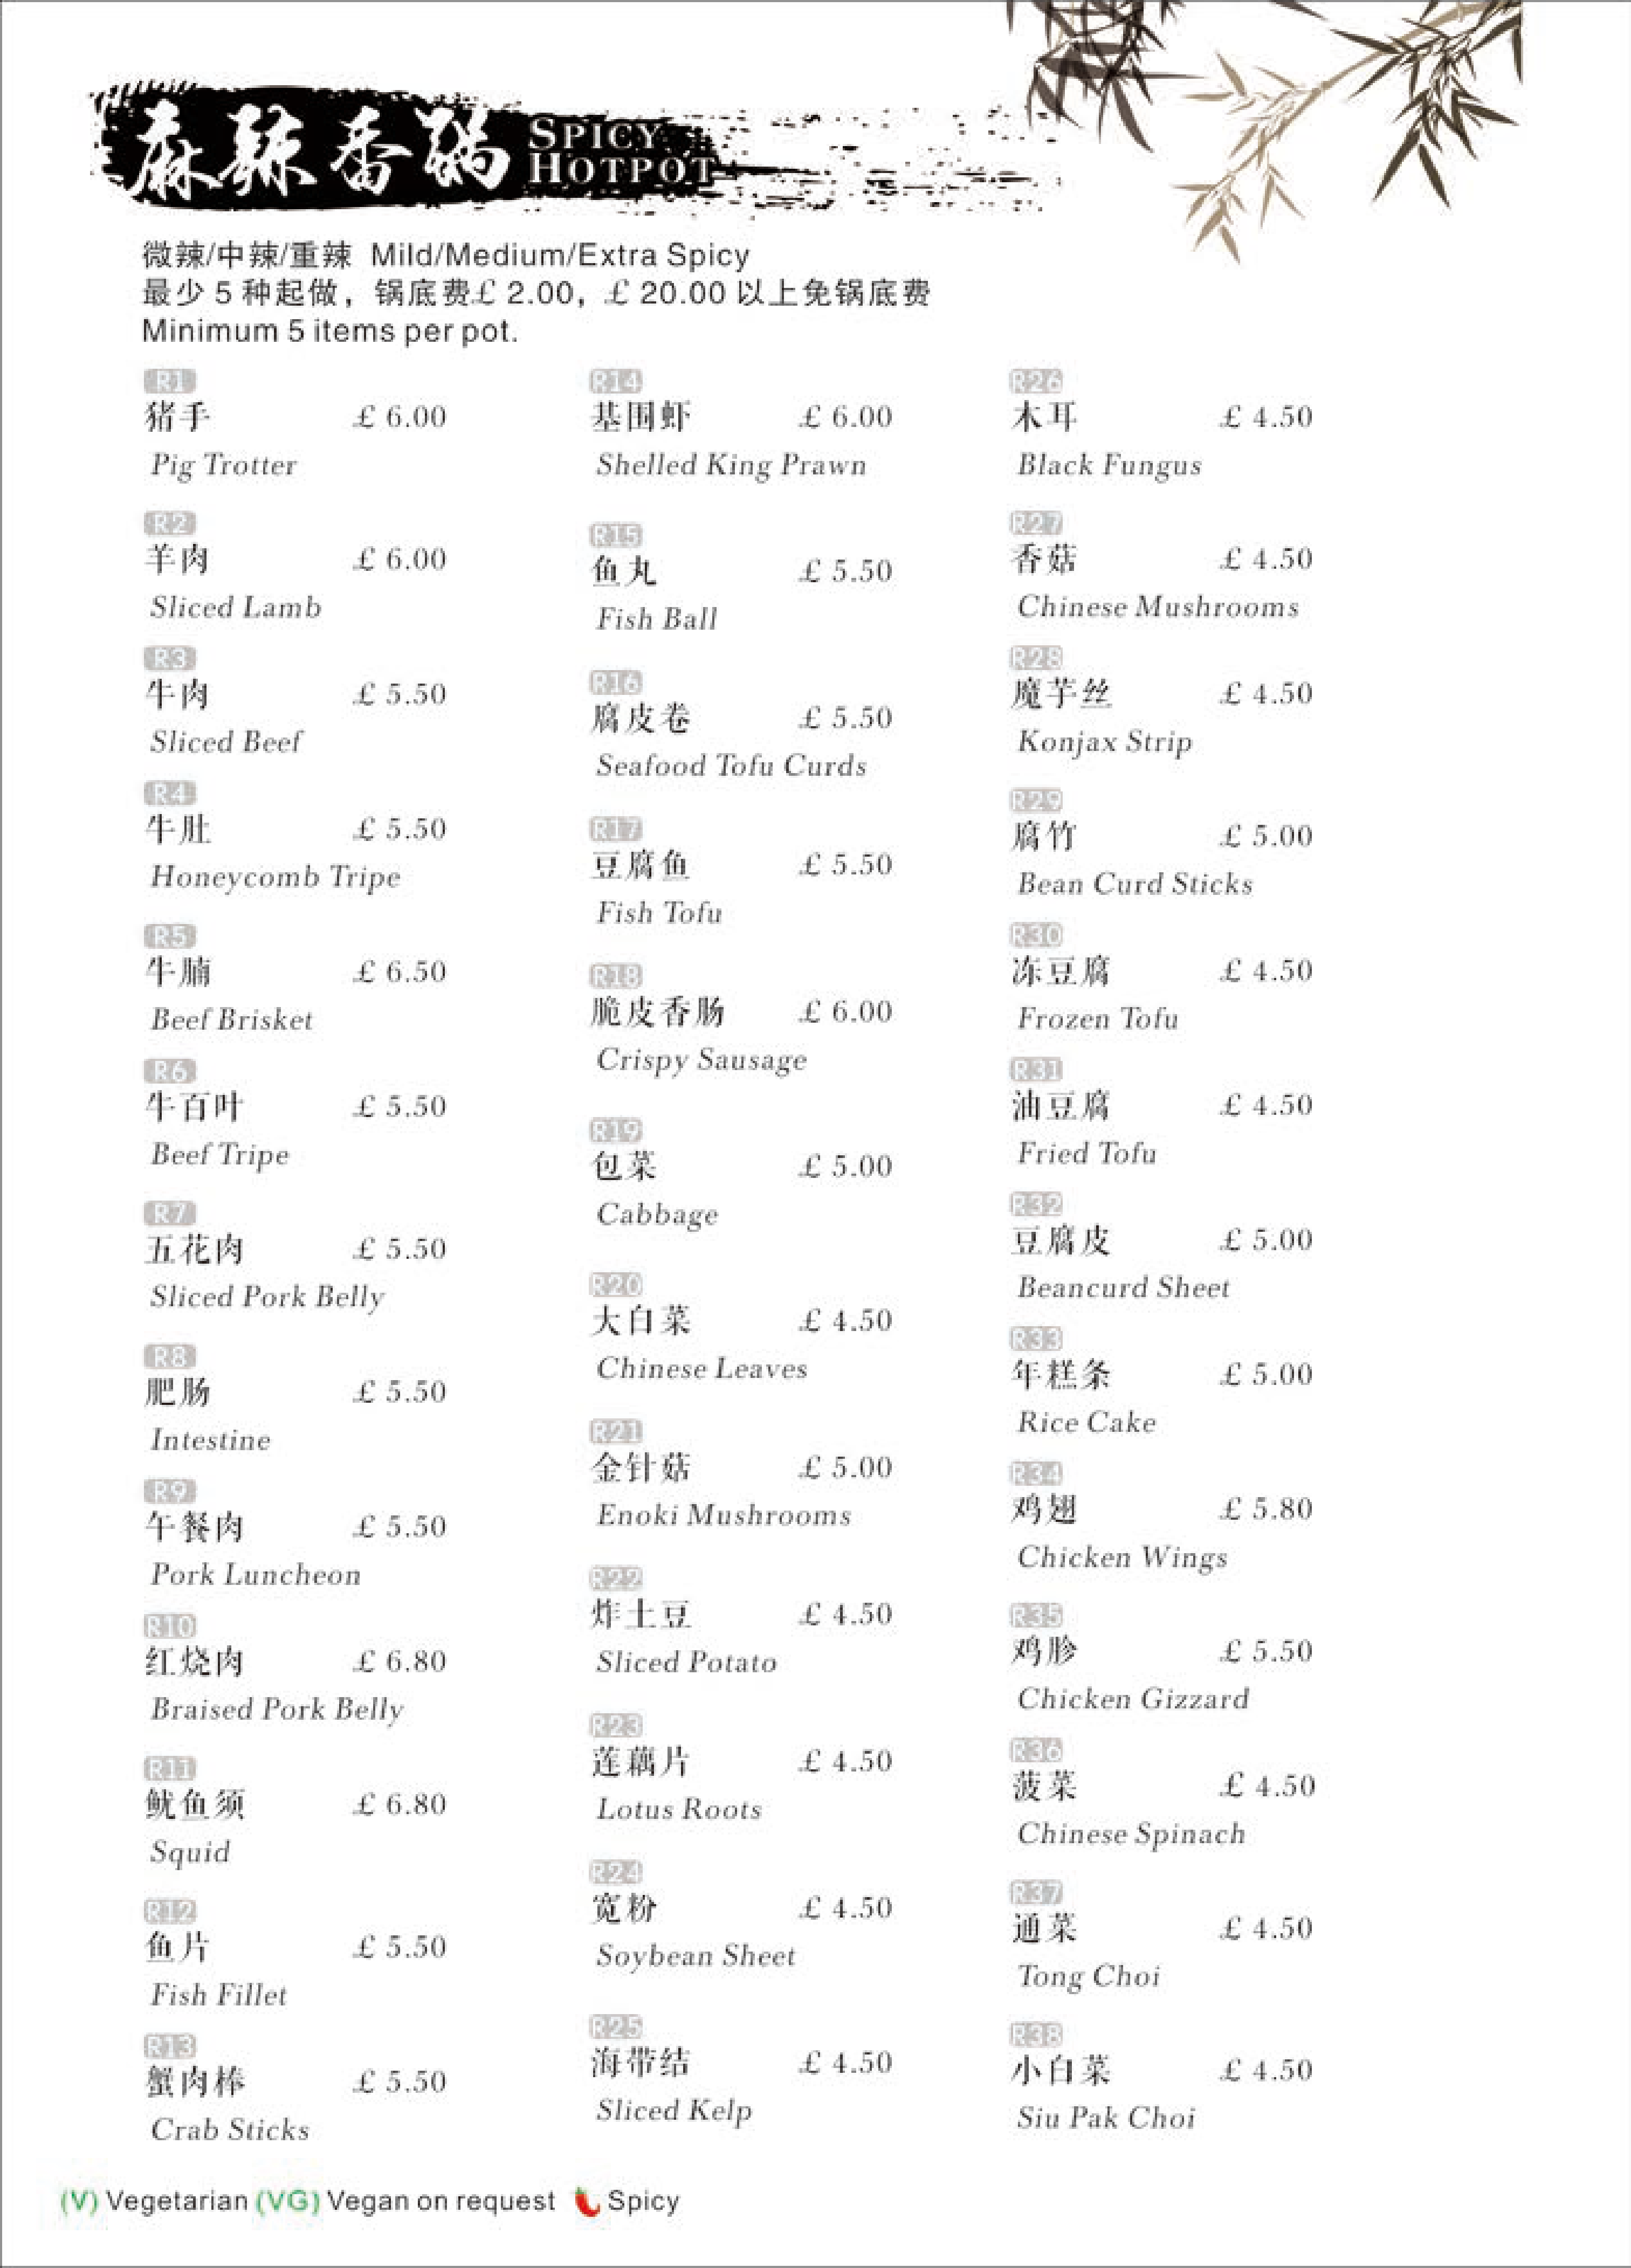 麻辣香锅 SPICY
HOTPOT
微辣/中辣/重辣 Mild/Medium/Extra Spicy
最少 5 种起做，锅底费£ 2.00，£ 20.00 以上免锅底费
Minimum 5 items per pot.
R1
猪手 £ 6.00
Pig Trotter
R2
羊肉 £ 6.00
Sliced Lamb
R3
牛肉 £ 5.50
Sliced Beef
R4
牛肚 £ 5.50
Honeycomb Tripe
R5
牛腩 £ 6.50
Beef Brisket
R6
牛百叶 £ 5.50
Beef Tripe
R7
五花肉 £ 5.50
Sliced Pork Belly
R8
肥肠 £ 5.50
Intestine
R9
午餐肉 £ 5.50
Pork Luncheon
R10
红烧肉 £ 6.80
Braised Pork Belly
R11
鱿鱼须 £ 6.80
Squid
R12
鱼片 £ 5.50
Fish Fillet
R13
蟹肉棒 £ 5.50
Crab Sticks
R14
基围虾 £ 6.00
Shelled King Prawn
R15
鱼丸 £ 5.50
Fish Ball
R16
腐皮卷 £ 5.50
Seafood Tofu Curds
R17
豆腐鱼 £ 5.50
Fish Tofu
R18
脆皮香肠 £ 6.00
Crispy Sausage
R19
包菜 £ 5.00
Cabbage
R20
大白菜 £ 4.50
Chinese Leaves
R21
金针菇 £ 5.00
Enoki Mushrooms
R22
炸土豆 £ 4.50
Sliced Potato
R23
莲藕片 £ 4.50
Lotus Roots
R24
宽粉 £ 4.50
Soybean Sheet
R25
海带结 £ 4.50
Sliced Kelp
R26
木耳 £ 4.50
Black Fungus
R27
香菇 £ 4.50
Chinese Mushrooms
R28
魔芋丝 £ 4.50
Konjax Strip
R29
腐竹 £ 5.00
Bean Curd Sticks
R30
冻豆腐 £ 4.50
Frozen Tofu
R31
油豆腐 £ 4.50
Fried Tofu
R32
豆腐皮 £ 5.00
Beancurd Sheet
R33
年糕条 £ 5.00
Rice Cake
R34
鸡翅 £ 5.80
Chicken Wings
R35
鸡胗 £ 5.50
Chicken Gizzard
R36
菠菜 £ 4.50
Chinese Spinach
R37
通菜 £ 4.50
Tong Choi
R38
小白菜 £ 4.50
Siu Pak Choi
(V) Vegetarian (VG) Vegan on request Spicy